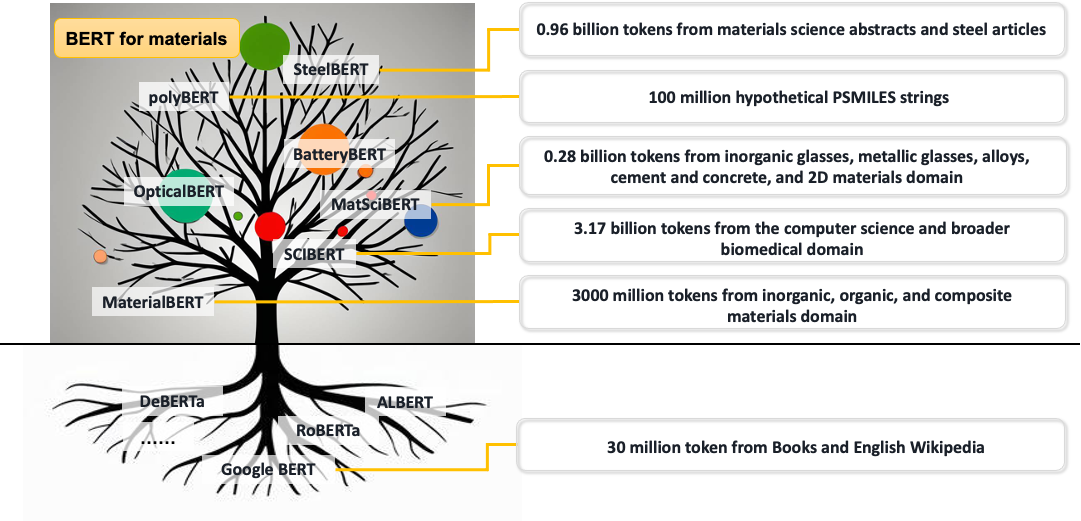 BERT for materials
SteelBERT
0.96 billion tokens from materials science abstracts and steel articles
polyBERT
100 million hypothetical PSMILES strings
BatteryBERT
OpticalBERT
MatSciBERT
0.28 billion tokens from inorganic glasses, metallic glasses, alloys,
cement and concrete, and 2D materials domain
SCIBERT
3.17 billion tokens from the computer science and broader
biomedical domain
MaterialBERT
3000 million tokens from inorganic, organic, and composite
materials domain
DeBERTa
ALBERT
......
RoBERTa
Google BERT
30 million token from Books and English Wikipedia